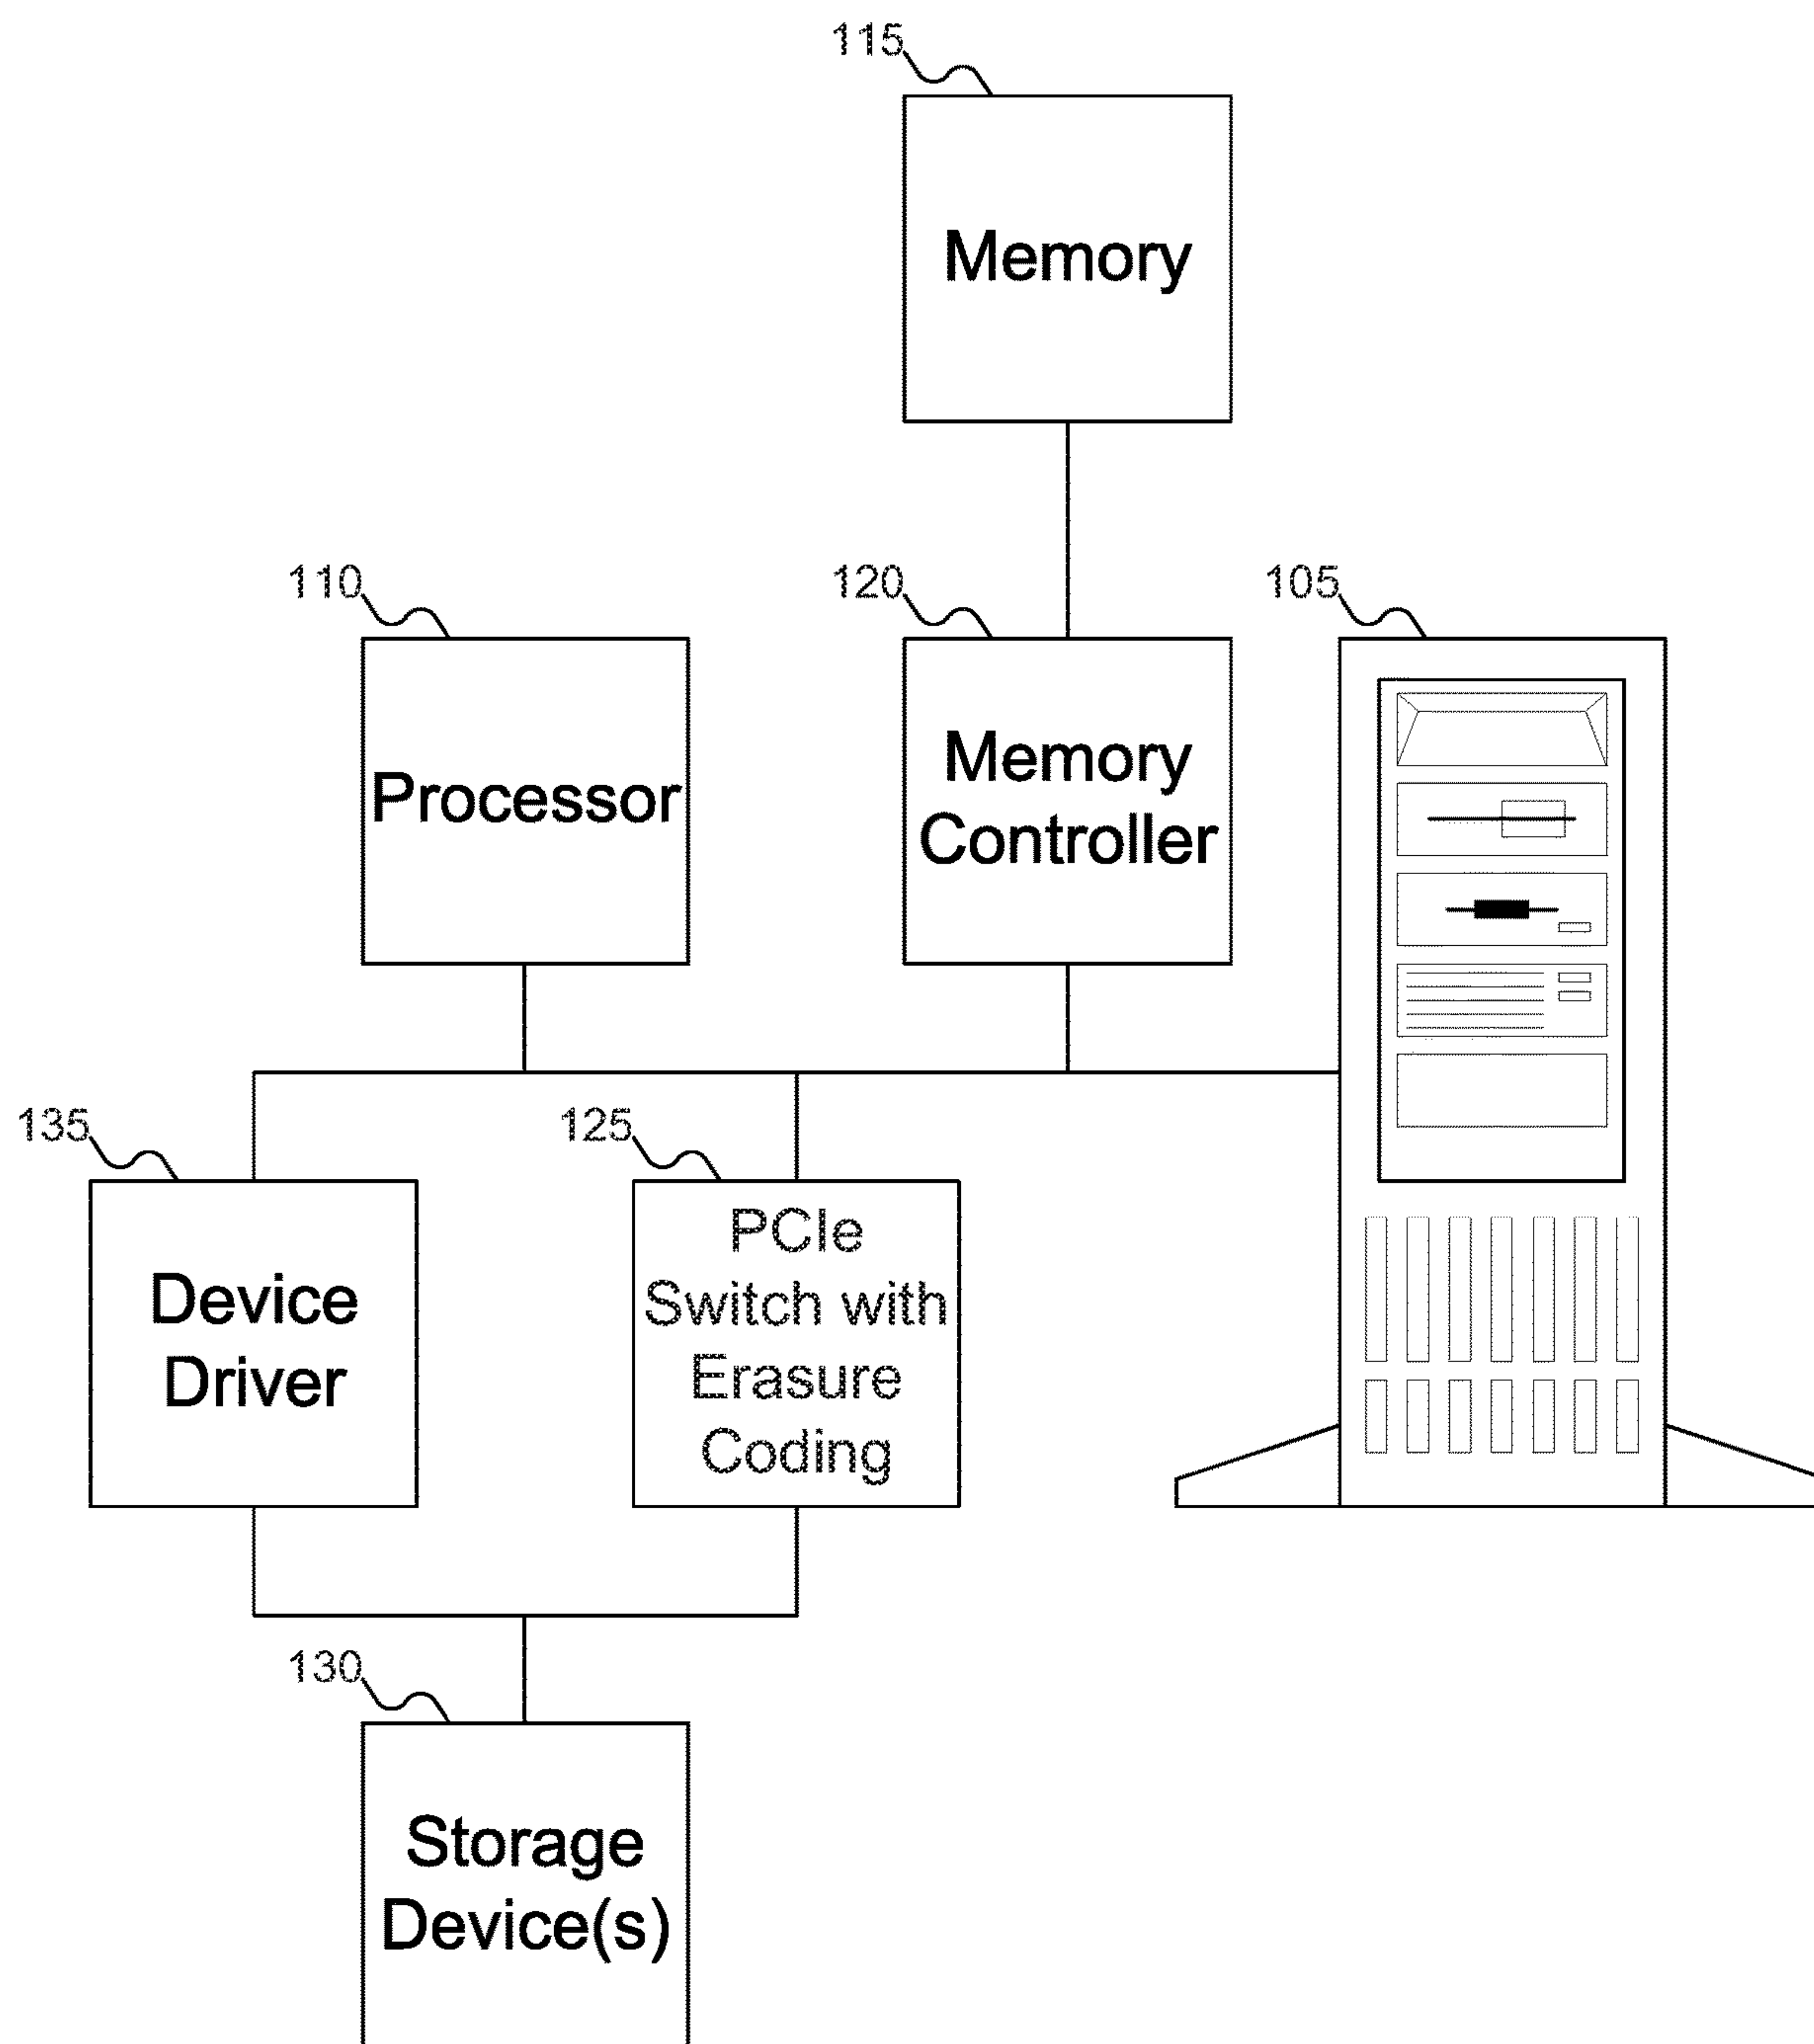 115
Memory
110
120
105
Processor
Memory
Controller
135
125
Device
Driver
PCIe
Switch with
Erasure
Coding
130
Storage
Device(s)